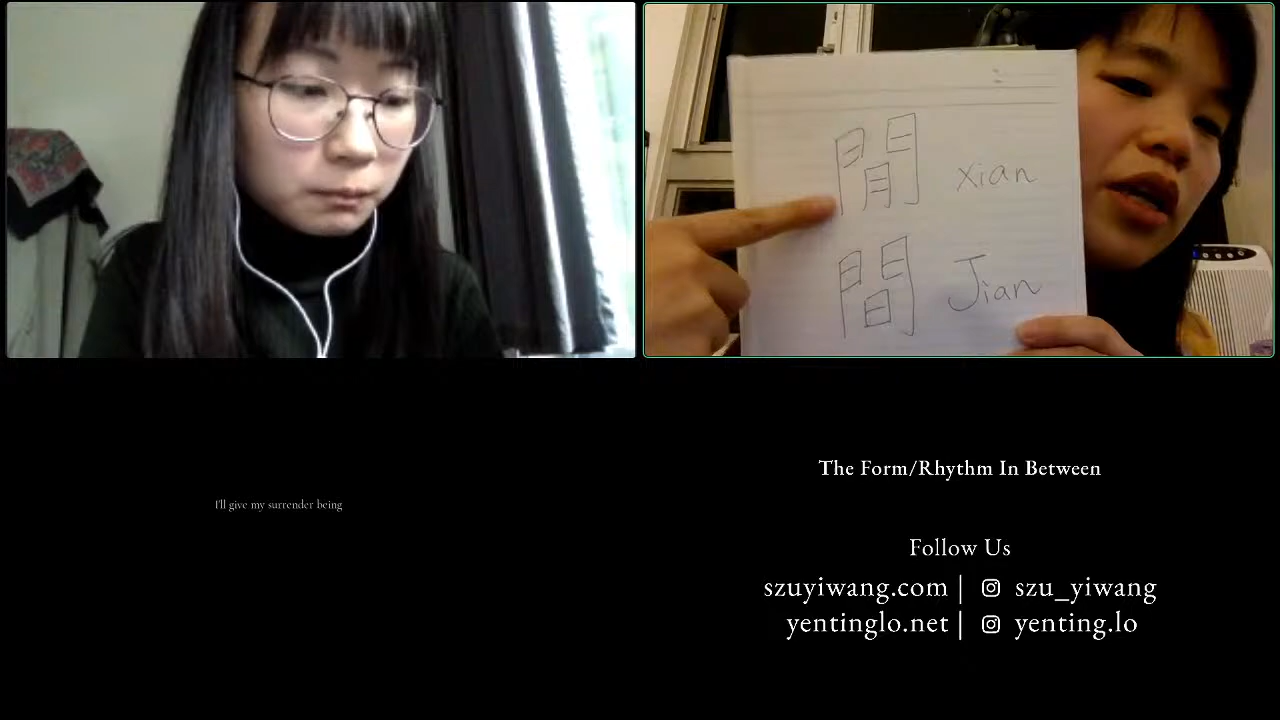 閒 xian
間 Jian
I'll give my surrender being
The Form/Rhythm In Between
Follow Us
szuyiwang.com | szu_yiwang
yentinglo.net | yenting.lo